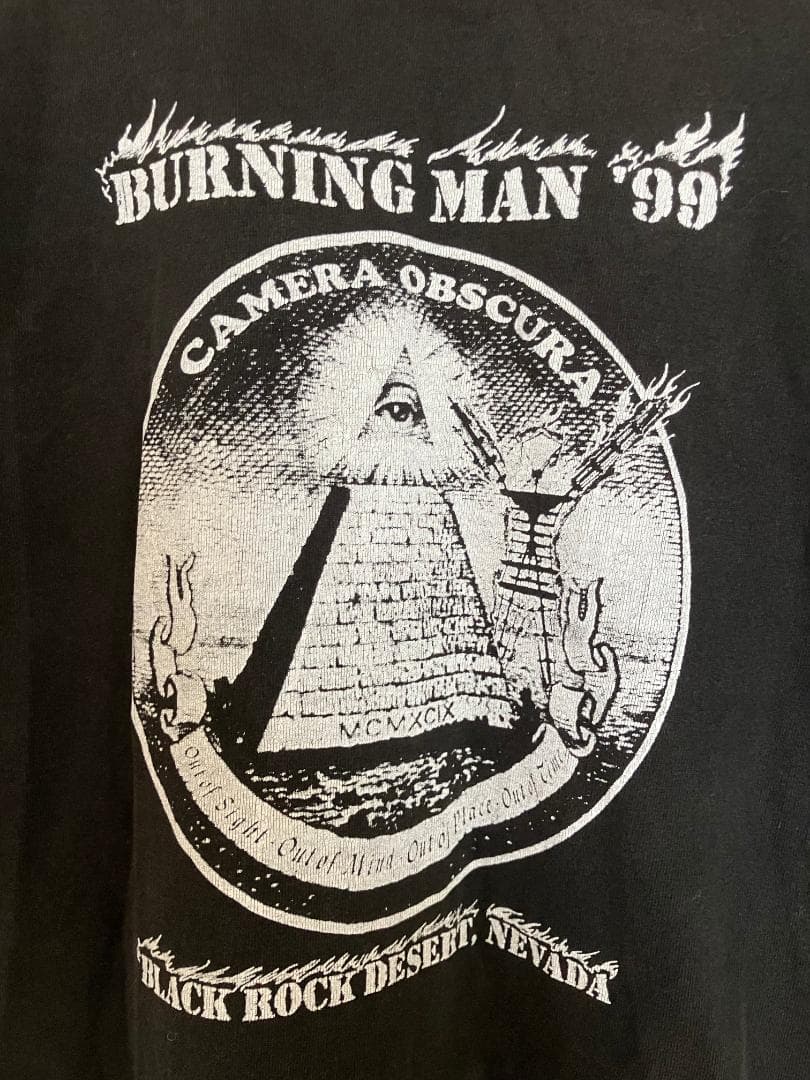 BURNING MAN '99
CAMERA OBSCURA
MCMXCIX
Out of Sight · Out of Mind · Out of Place · Out of Time
BLACK ROCK DESERT, NEVADA